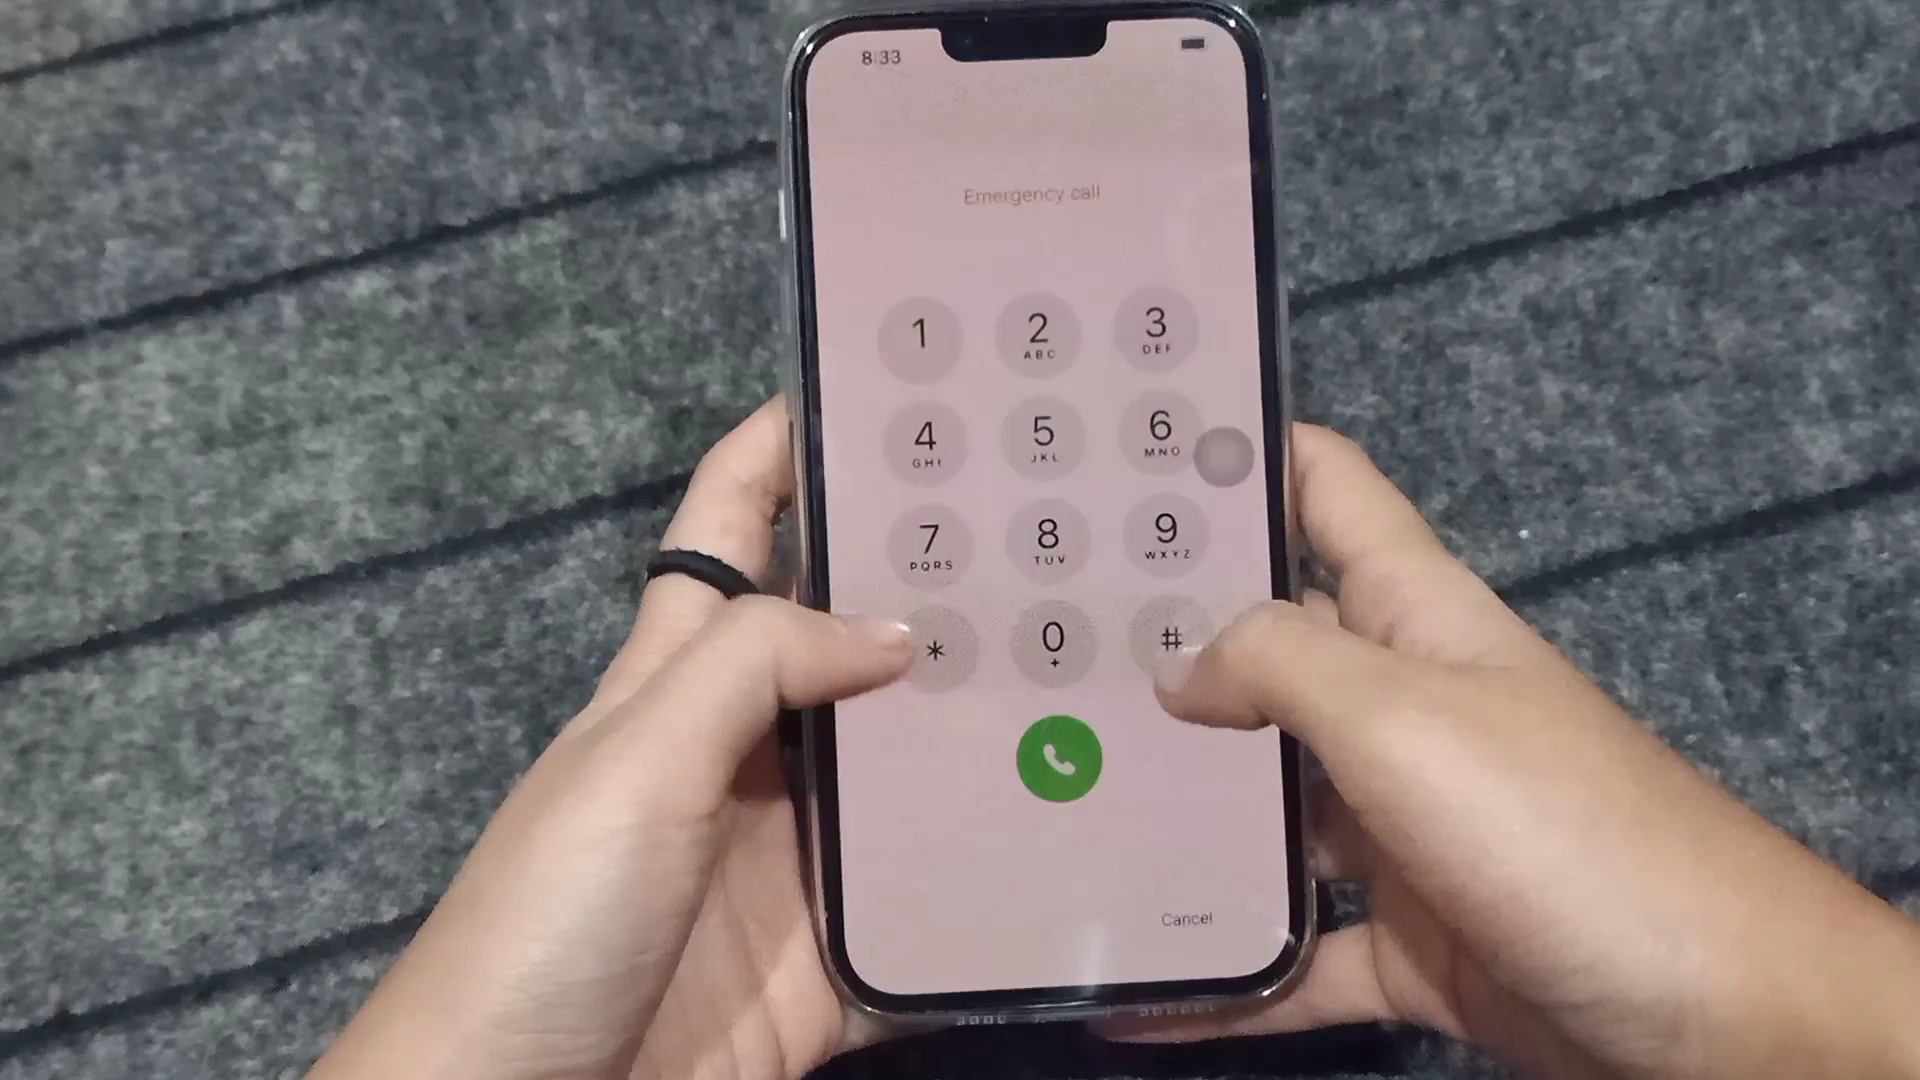 8:33
Emergency call
1 2 3
ABC DEF
4 5 6
GHI JKL MNO
7 8 9
PQRS TUV WXYZ
* 0 #
+
Cancel